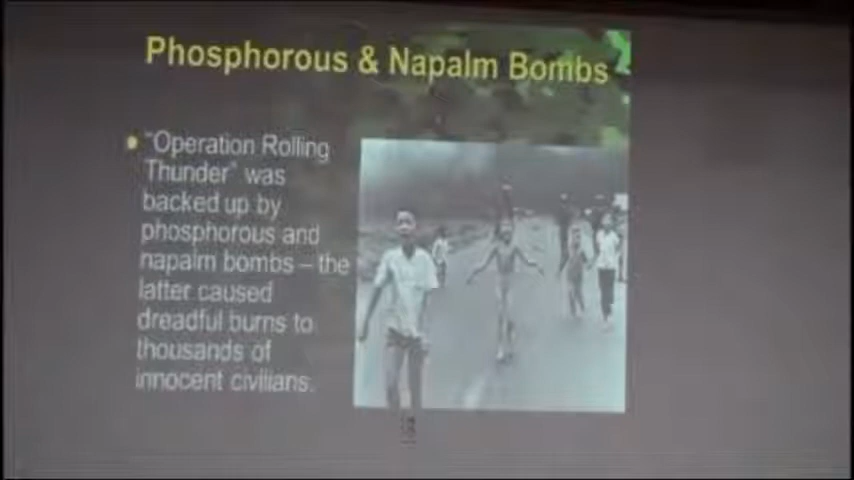 Phosphorous & Napalm Bombs
"Operation Rolling
Thunder" was
backed up by
phosphorous and
napalm bombs – the
latter caused
dreadful burns to
thousands of
innocent civilians.